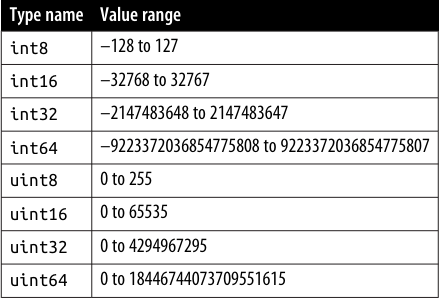 Type name Value range
int8 –128 to 127
int16 –32768 to 32767
int32 –2147483648 to 2147483647
int64 –9223372036854775808 to 9223372036854775807
uint8 0 to 255
uint16 0 to 65535
uint32 0 to 4294967295
uint64 0 to 18446744073709551615